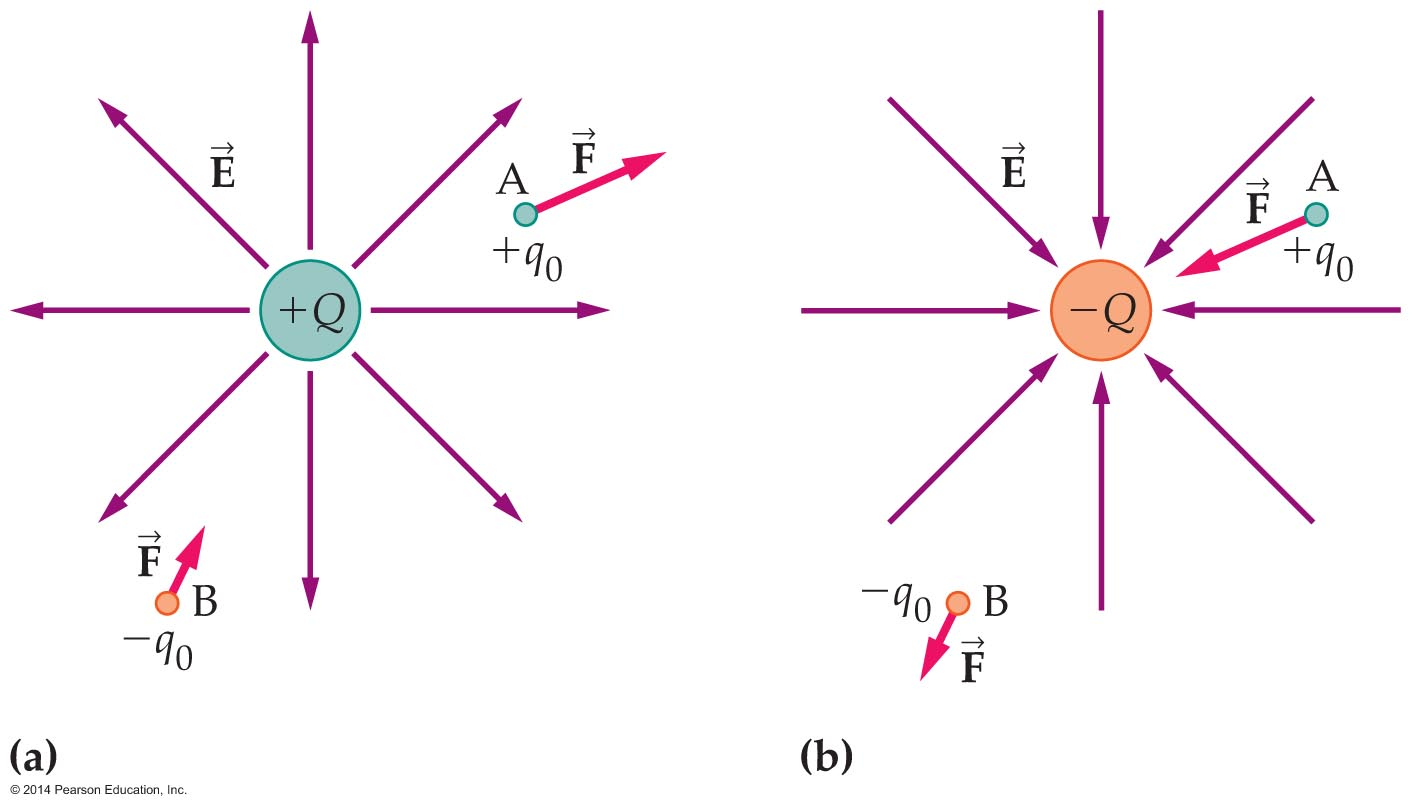 E⃗
A
F⃗
+q₀
+Q
F⃗
B
−q₀
(a)
E⃗
A
F⃗
+q₀
−Q
−q₀
B
F⃗
(b)
© 2014 Pearson Education, Inc.